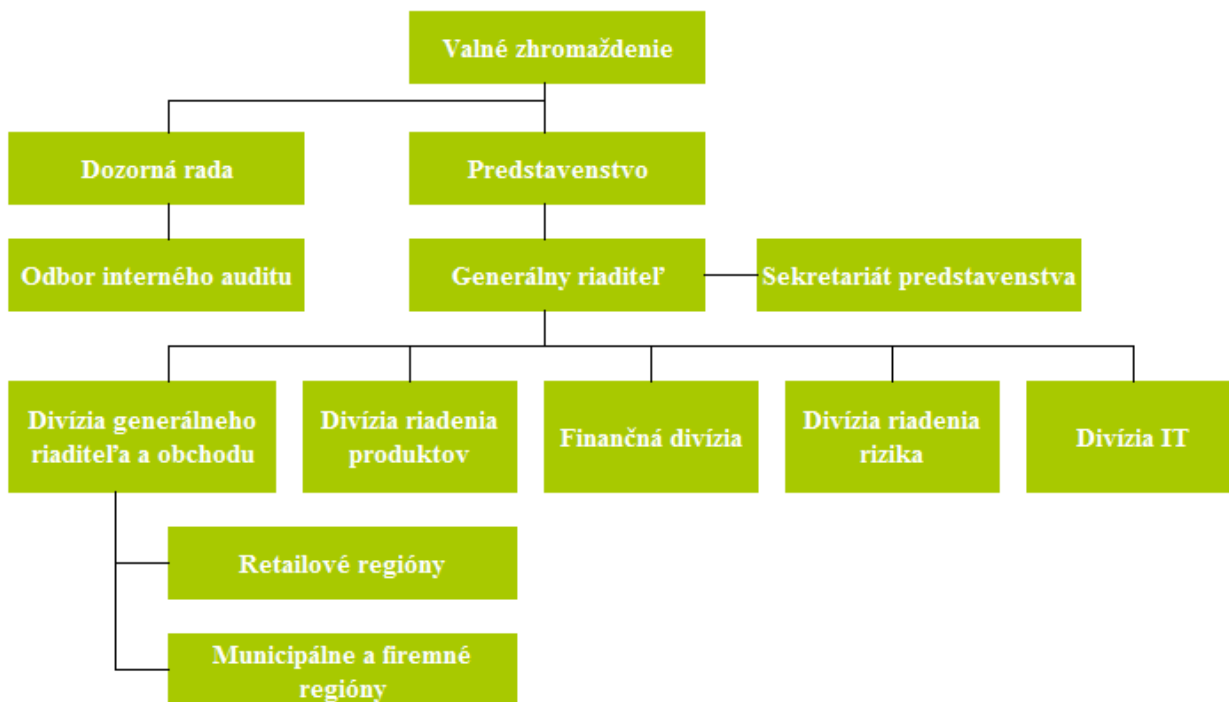 Valné zhromaždenie
Dozorná rada
Predstavenstvo
Odbor interného auditu
Generálny riaditeľ
Sekretariát predstavenstva
Divízia generálneho
riaditeľa a obchodu
Divízia riadenia
produktov
Finančná divízia
Divízia riadenia
rizika
Divízia IT
Retailové regióny
Municipálne a firemné
regióny